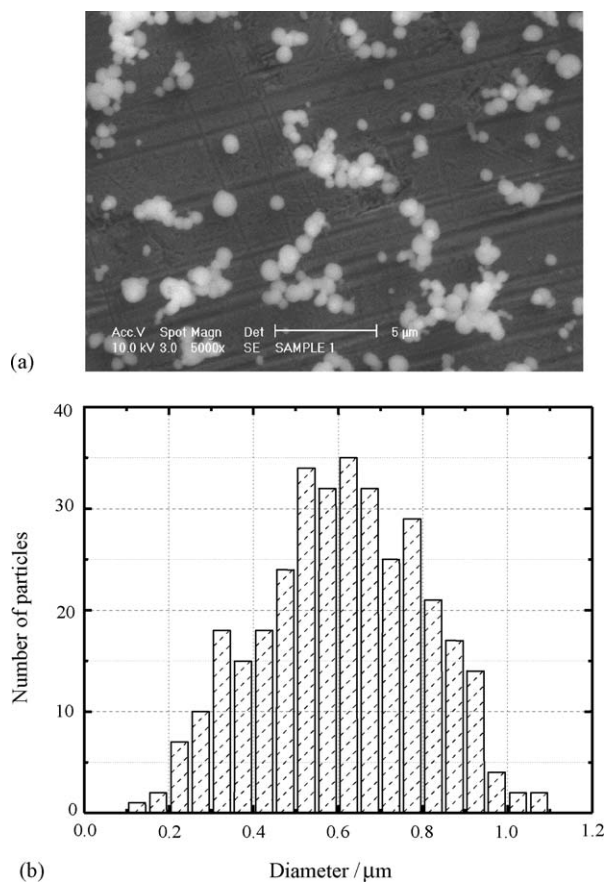 Acc.V Spot Magn Det 5 μm
10.0 kV 3.0 5000x SE SAMPLE 1
(a)
40
30
20
10
0
0.0 0.2 0.4 0.6 0.8 1.0 1.2
Number of particles
Diameter / μm
(b)